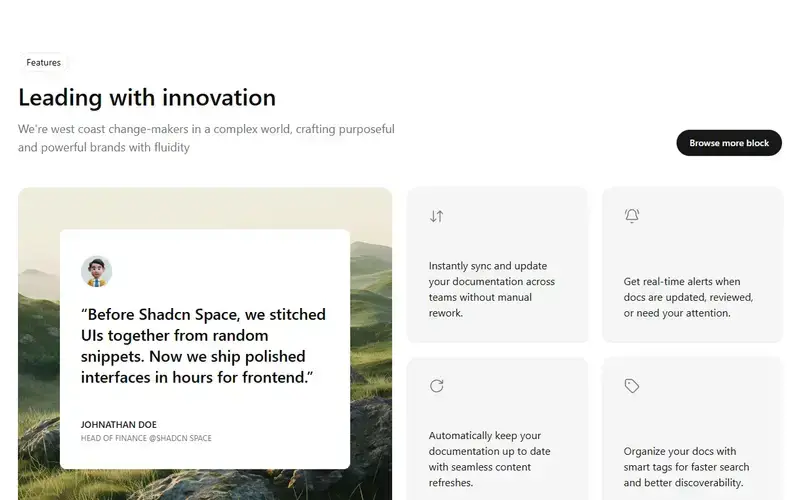 Features
Leading with innovation
We're west coast change-makers in a complex world, crafting purposeful
and powerful brands with fluidity
Browse more block
“Before Shadcn Space, we stitched
UIs together from random
snippets. Now we ship polished
interfaces in hours for frontend.”
JOHNATHAN DOE
HEAD OF FINANCE @SHADCN SPACE
Instantly sync and update
your documentation across
teams without manual
rework.
Get real-time alerts when
docs are updated, reviewed,
or need your attention.
Automatically keep your
documentation up to date
with seamless content
refreshes.
Organize your docs with
smart tags for faster search
and better discoverability.